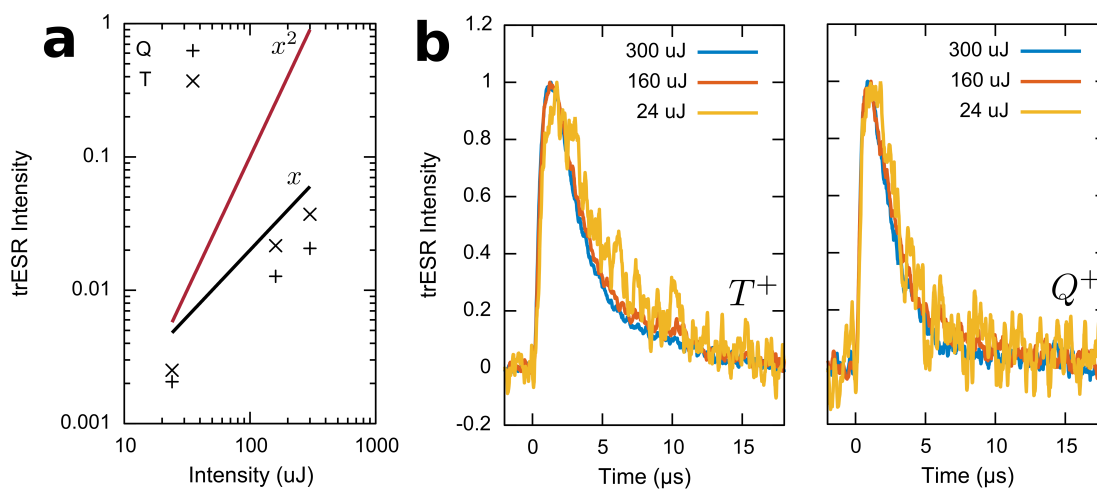 a
1
0.1
0.01
0.001
10
100
1000
Q
T
x²
x
trESR Intensity
Intensity (uJ)
b
1.2
1
0.8
0.6
0.4
0.2
0
-0.2
0
5
10
15
300 uJ
160 uJ
24 uJ
T⁺
trESR Intensity
Time (µs)
300 uJ
160 uJ
24 uJ
Q⁺
0
5
10
15
Time (µs)